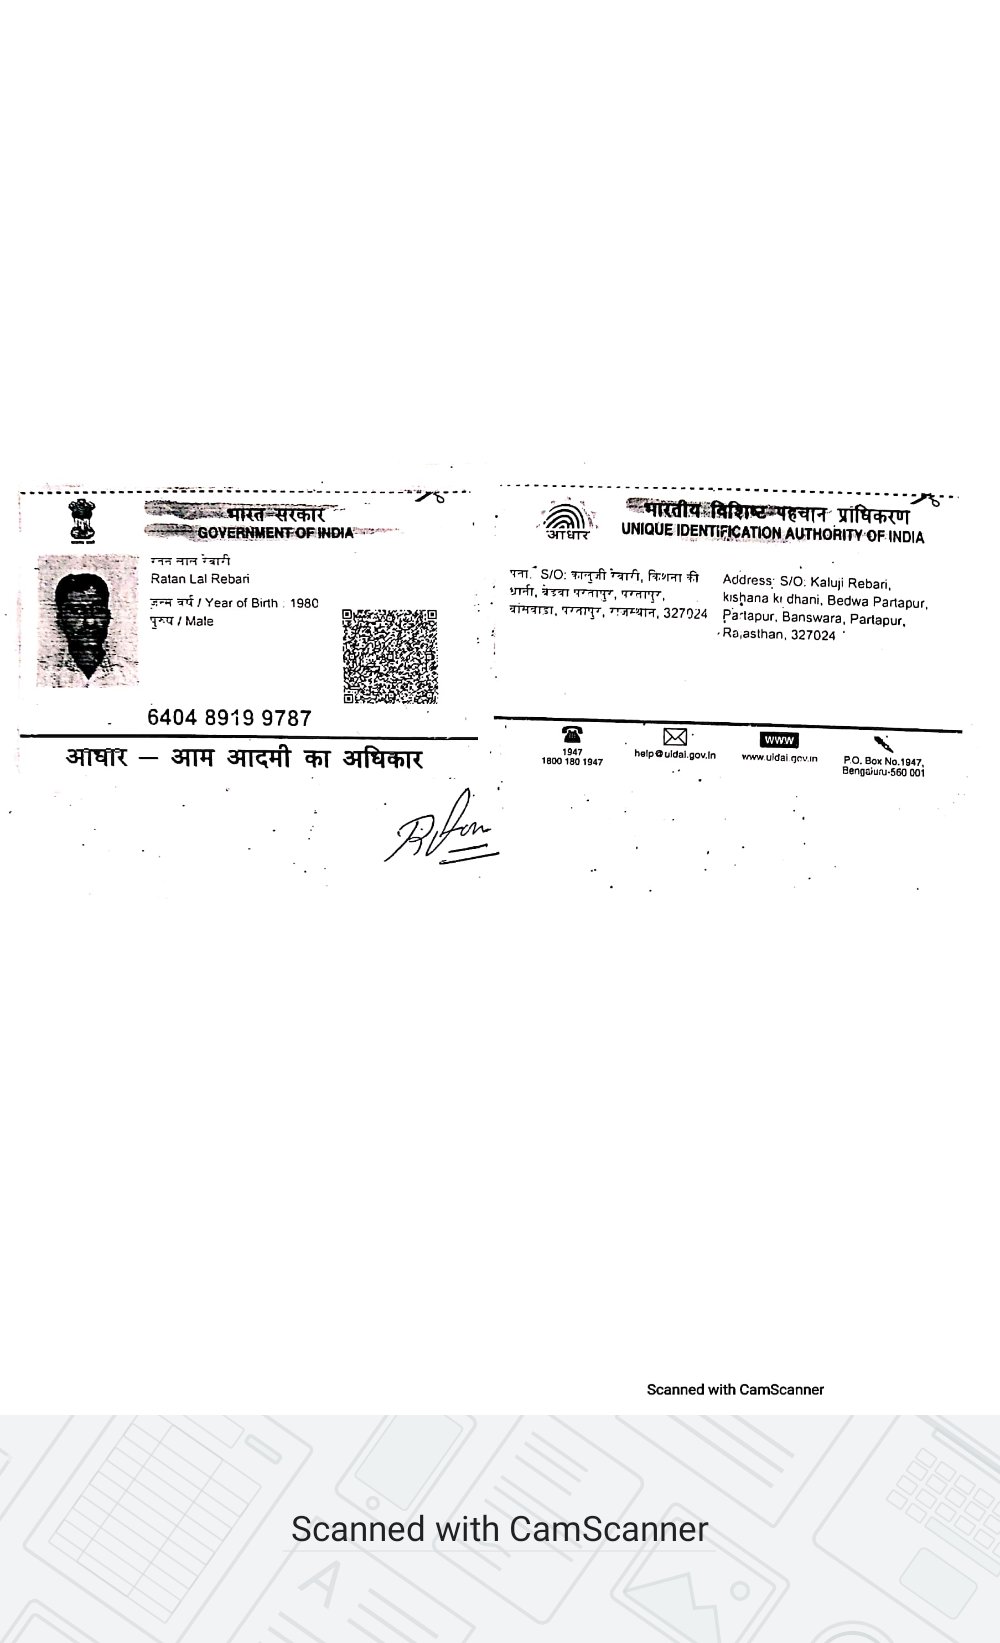 भारत सरकार
GOVERNMENT OF INDIA
रतन लाल रेबारी
Ratan Lal Rebari
जन्म वर्ष / Year of Birth : 1980
पुरुष / Male
6404 8919 9787
आधार – आम आदमी का अधिकार
भारतीय विशिष्ट पहचान प्राधिकरण
UNIQUE IDENTIFICATION AUTHORITY OF INDIA
आधार
पता: S/O: कालुजी रेबारी, किशना की
धानी, बेडवा परतापुर, परतापुर,
बांसवाडा, परतापुर, राजस्थान, 327024
Address: S/O: Kaluji Rebari,
kishana ki dhani, Bedwa Partapur,
Partapur, Banswara, Partapur,
Rajasthan, 327024
1947
1800 180 1947
help@uidai.gov.in
www
www.uidai.gov.in
P.O. Box No.1947,
Bengaluru-560 001
Scanned with CamScanner
Scanned with CamScanner